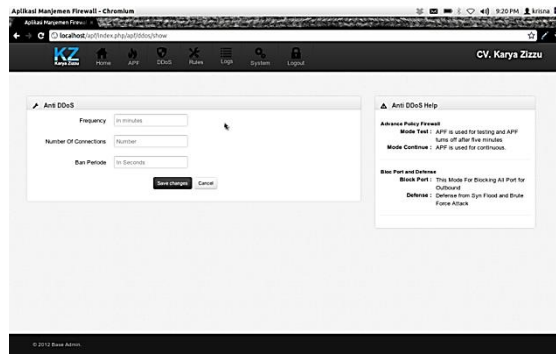 Aplikasi Manjemen Firewall - Chromium
9:20 PM krisna
Aplikasi Manjemen Firew
localhost/apf/index.php/apf/ddos/show
KZ
Karya Zizzu
Home APF DDoS Rules Logs System Logout
CV. Karya Zizzu
Anti DDoS
Frequency In minutes
Number Of Connections Number
Ban Periode In Seconds
Save changes Cancel
Anti DDoS Help
Advance Policy Firewall
Mode Test : APF is used for testing and APF
turns off after five minutes
Mode Continue : APF is used for continuous.
Bloc Port and Defense
Block Port : This Mode For Blocking All Port for
Outbound
Defense : Defense from Syn Flood and Brute
Force Attack
© 2012 Base Admin.